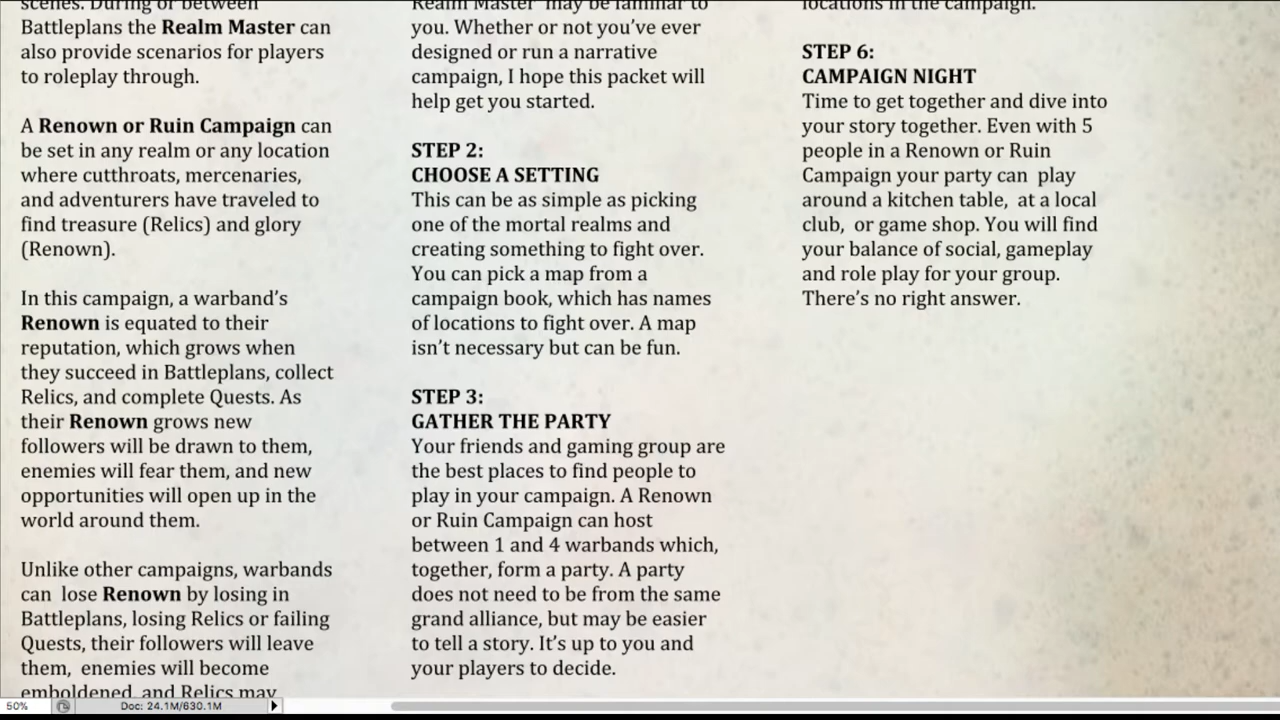 scenes. During or between
Battleplans the Realm Master can
also provide scenarios for players
to roleplay through.
A Renown or Ruin Campaign can
be set in any realm or any location
where cutthroats, mercenaries,
and adventurers have traveled to
find treasure (Relics) and glory
(Renown).
In this campaign, a warband’s
Renown is equated to their
reputation, which grows when
they succeed in Battleplans, collect
Relics, and complete Quests. As
their Renown grows new
followers will be drawn to them,
enemies will fear them, and new
opportunities will open up in the
world around them.
Unlike other campaigns, warbands
can  lose Renown by losing in
Battleplans, losing Relics or failing
Quests, their followers will leave
them,  enemies will become
emboldened, and Relics may
Realm Master  may be familiar to
you. Whether or not you’ve ever
designed or run a narrative
campaign, I hope this packet will
help get you started.
STEP 2:
CHOOSE A SETTING
This can be as simple as picking
one of the mortal realms and
creating something to fight over.
You can pick a map from a
campaign book, which has names
of locations to fight over. A map
isn’t necessary but can be fun.
STEP 3:
GATHER THE PARTY
Your friends and gaming group are
the best places to find people to
play in your campaign. A Renown
or Ruin Campaign can host
between 1 and 4 warbands which,
together, form a party. A party
does not need to be from the same
grand alliance, but may be easier
to tell a story. It’s up to you and
your players to decide.
locations in the campaign.
STEP 6:
CAMPAIGN NIGHT
Time to get together and dive into
your story together. Even with 5
people in a Renown or Ruin
Campaign your party can  play
around a kitchen table,  at a local
club,  or game shop. You will find
your balance of social, gameplay
and role play for your group.
There’s no right answer.
50%
Doc: 24.1M/630.1M